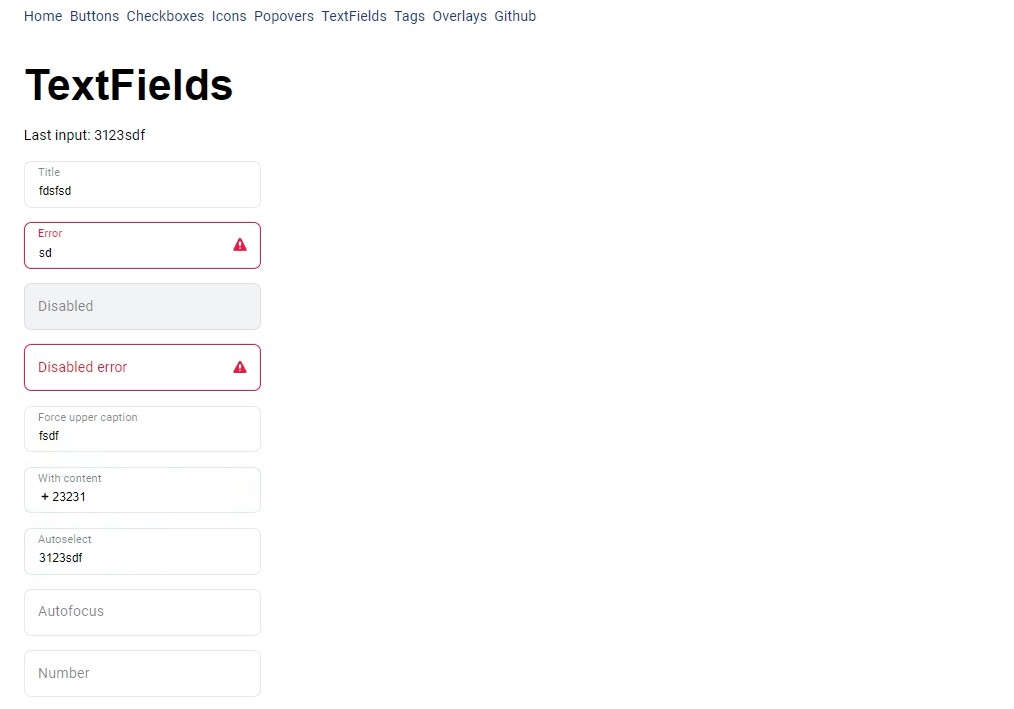 Home Buttons Checkboxes Icons Popovers TextFields Tags Overlays Github
TextFields
Last input: 3123sdf
Title
fdsfsd
Error
sd
Disabled
Disabled error
Force upper caption
fsdf
With content
+ 23231
Autoselect
3123sdf
Autofocus
Number